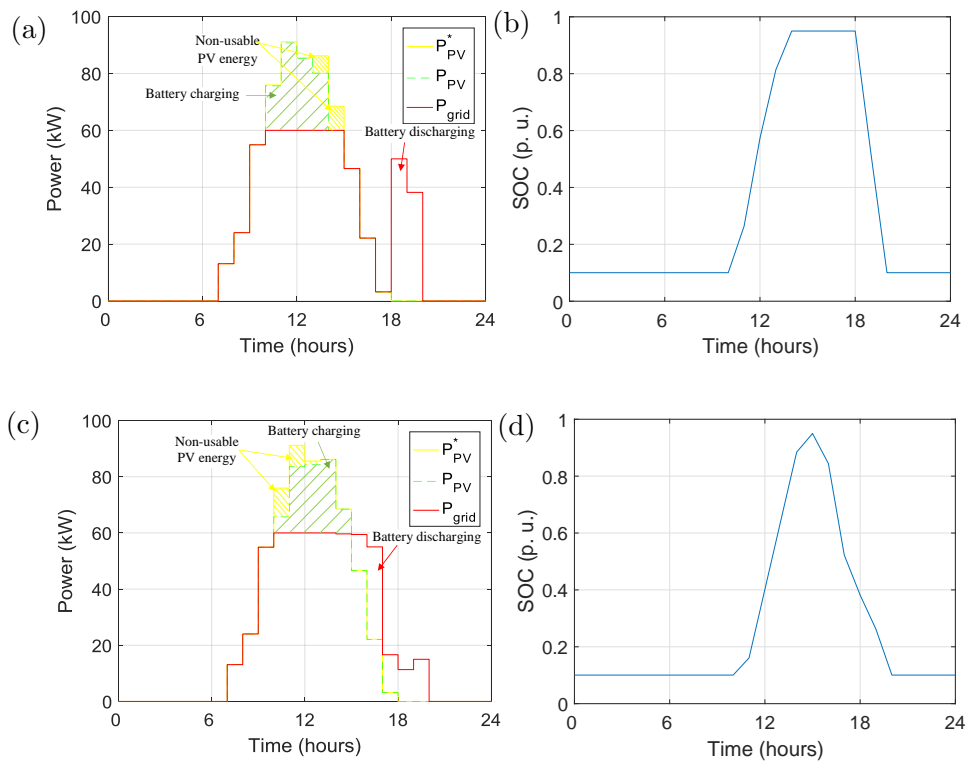 (a)
100
80
60
40
20
0
Power (kW)
Non-usable
PV energy
Battery charging
Battery discharging
P*PV
PPV
Pgrid
0 6 12 18 24
Time (hours)
(b)
1
0.8
0.6
0.4
0.2
0
SOC (p. u.)
0 6 12 18 24
Time (hours)
(c)
100
80
60
40
20
0
Power (kW)
Battery charging
Non-usable
PV energy
Battery discharging
P*PV
PPV
Pgrid
0 6 12 18 24
Time (hours)
(d)
1
0.8
0.6
0.4
0.2
0
SOC (p. u.)
0 6 12 18 24
Time (hours)